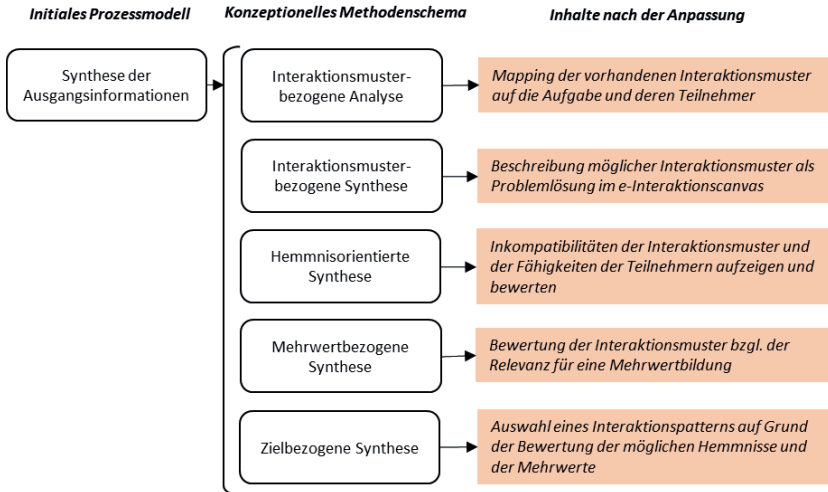 Initiales Prozessmodell
Konzeptionelles Methodenschema
Inhalte nach der Anpassung
Synthese der
Ausgangsinformationen
Interaktionsmuster-
bezogene Analyse
Mapping der vorhandenen Interaktionsmuster
auf die Aufgabe und deren Teilnehmer
Interaktionsmuster-
bezogene Synthese
Beschreibung möglicher Interaktionsmuster als
Problemlösung im e-Interaktionscanvas
Hemmnisorientierte
Synthese
Inkompatibilitäten der Interaktionsmuster und
der Fähigkeiten der Teilnehmern aufzeigen und
bewerten
Mehrwertbezogene
Synthese
Bewertung der Interaktionsmuster bzgl. der
Relevanz für eine Mehrwertbildung
Zielbezogene Synthese
Auswahl eines Interaktionspatterns auf Grund
der Bewertung der möglichen Hemmnisse und
der Mehrwerte